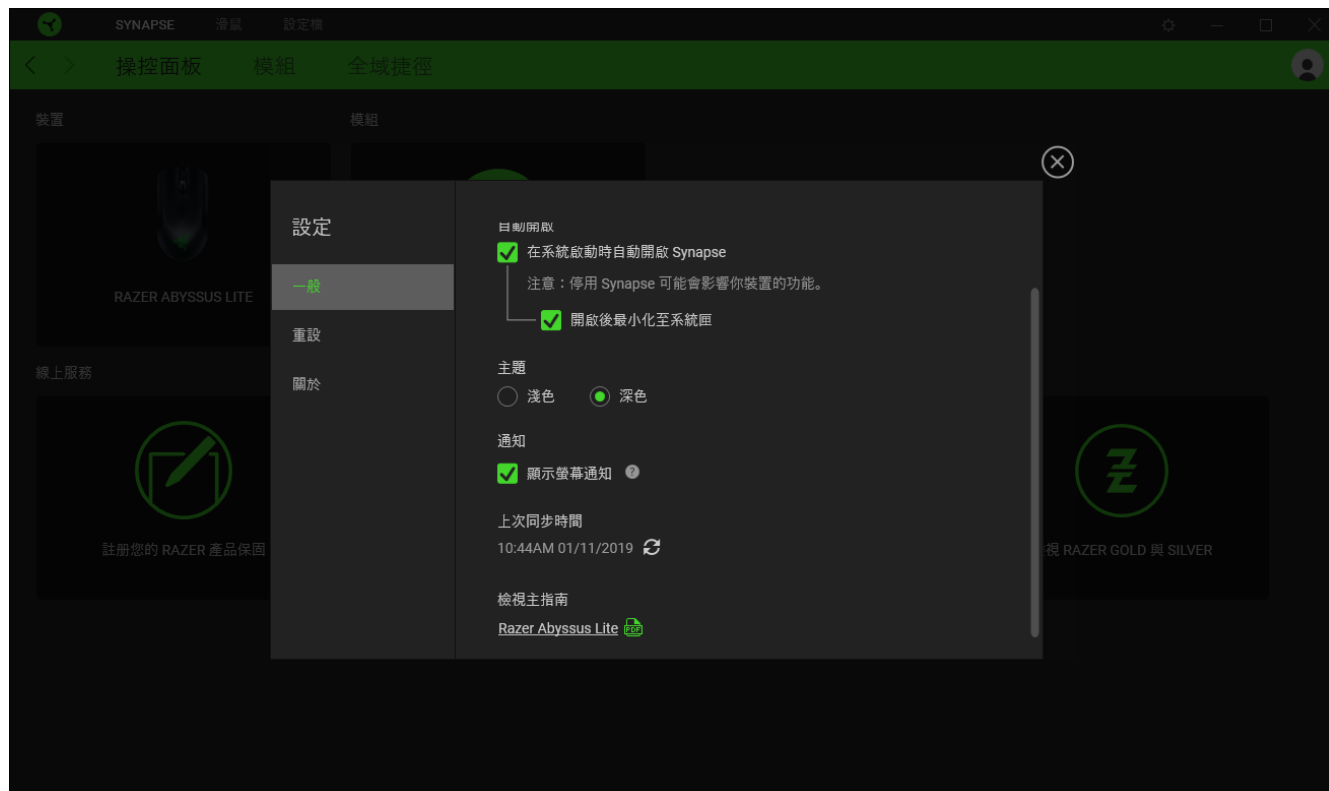 SYNAPSE 滑鼠 設定檔
操控面板 模組 全域捷徑
裝置 模組
RAZER ABYSSUS LITE
線上服務
註册您的 RAZER 產品保固
視 RAZER GOLD 與 SILVER
設定
一般
重設
關於
自動開啟
在系統啟動時自動開啟 Synapse
注意：停用 Synapse 可能會影響你裝置的功能。
開啟後最小化至系統匣
主題
淺色 深色
通知
顯示螢幕通知 ?
上次同步時間
10:44AM 01/11/2019
檢視主指南
Razer Abyssus Lite PDF